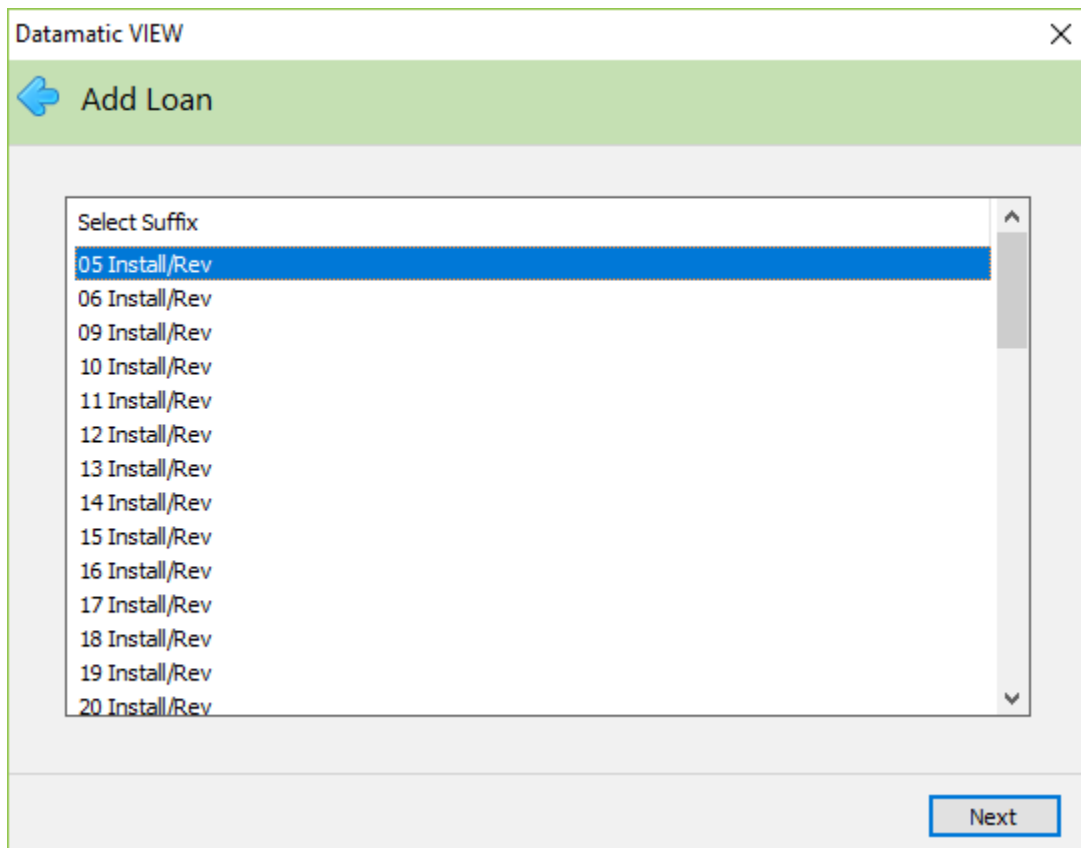 Datamatic VIEW
Add Loan
Select Suffix
05 Install/Rev
06 Install/Rev
09 Install/Rev
10 Install/Rev
11 Install/Rev
12 Install/Rev
13 Install/Rev
14 Install/Rev
15 Install/Rev
16 Install/Rev
17 Install/Rev
18 Install/Rev
19 Install/Rev
20 Install/Rev
Next